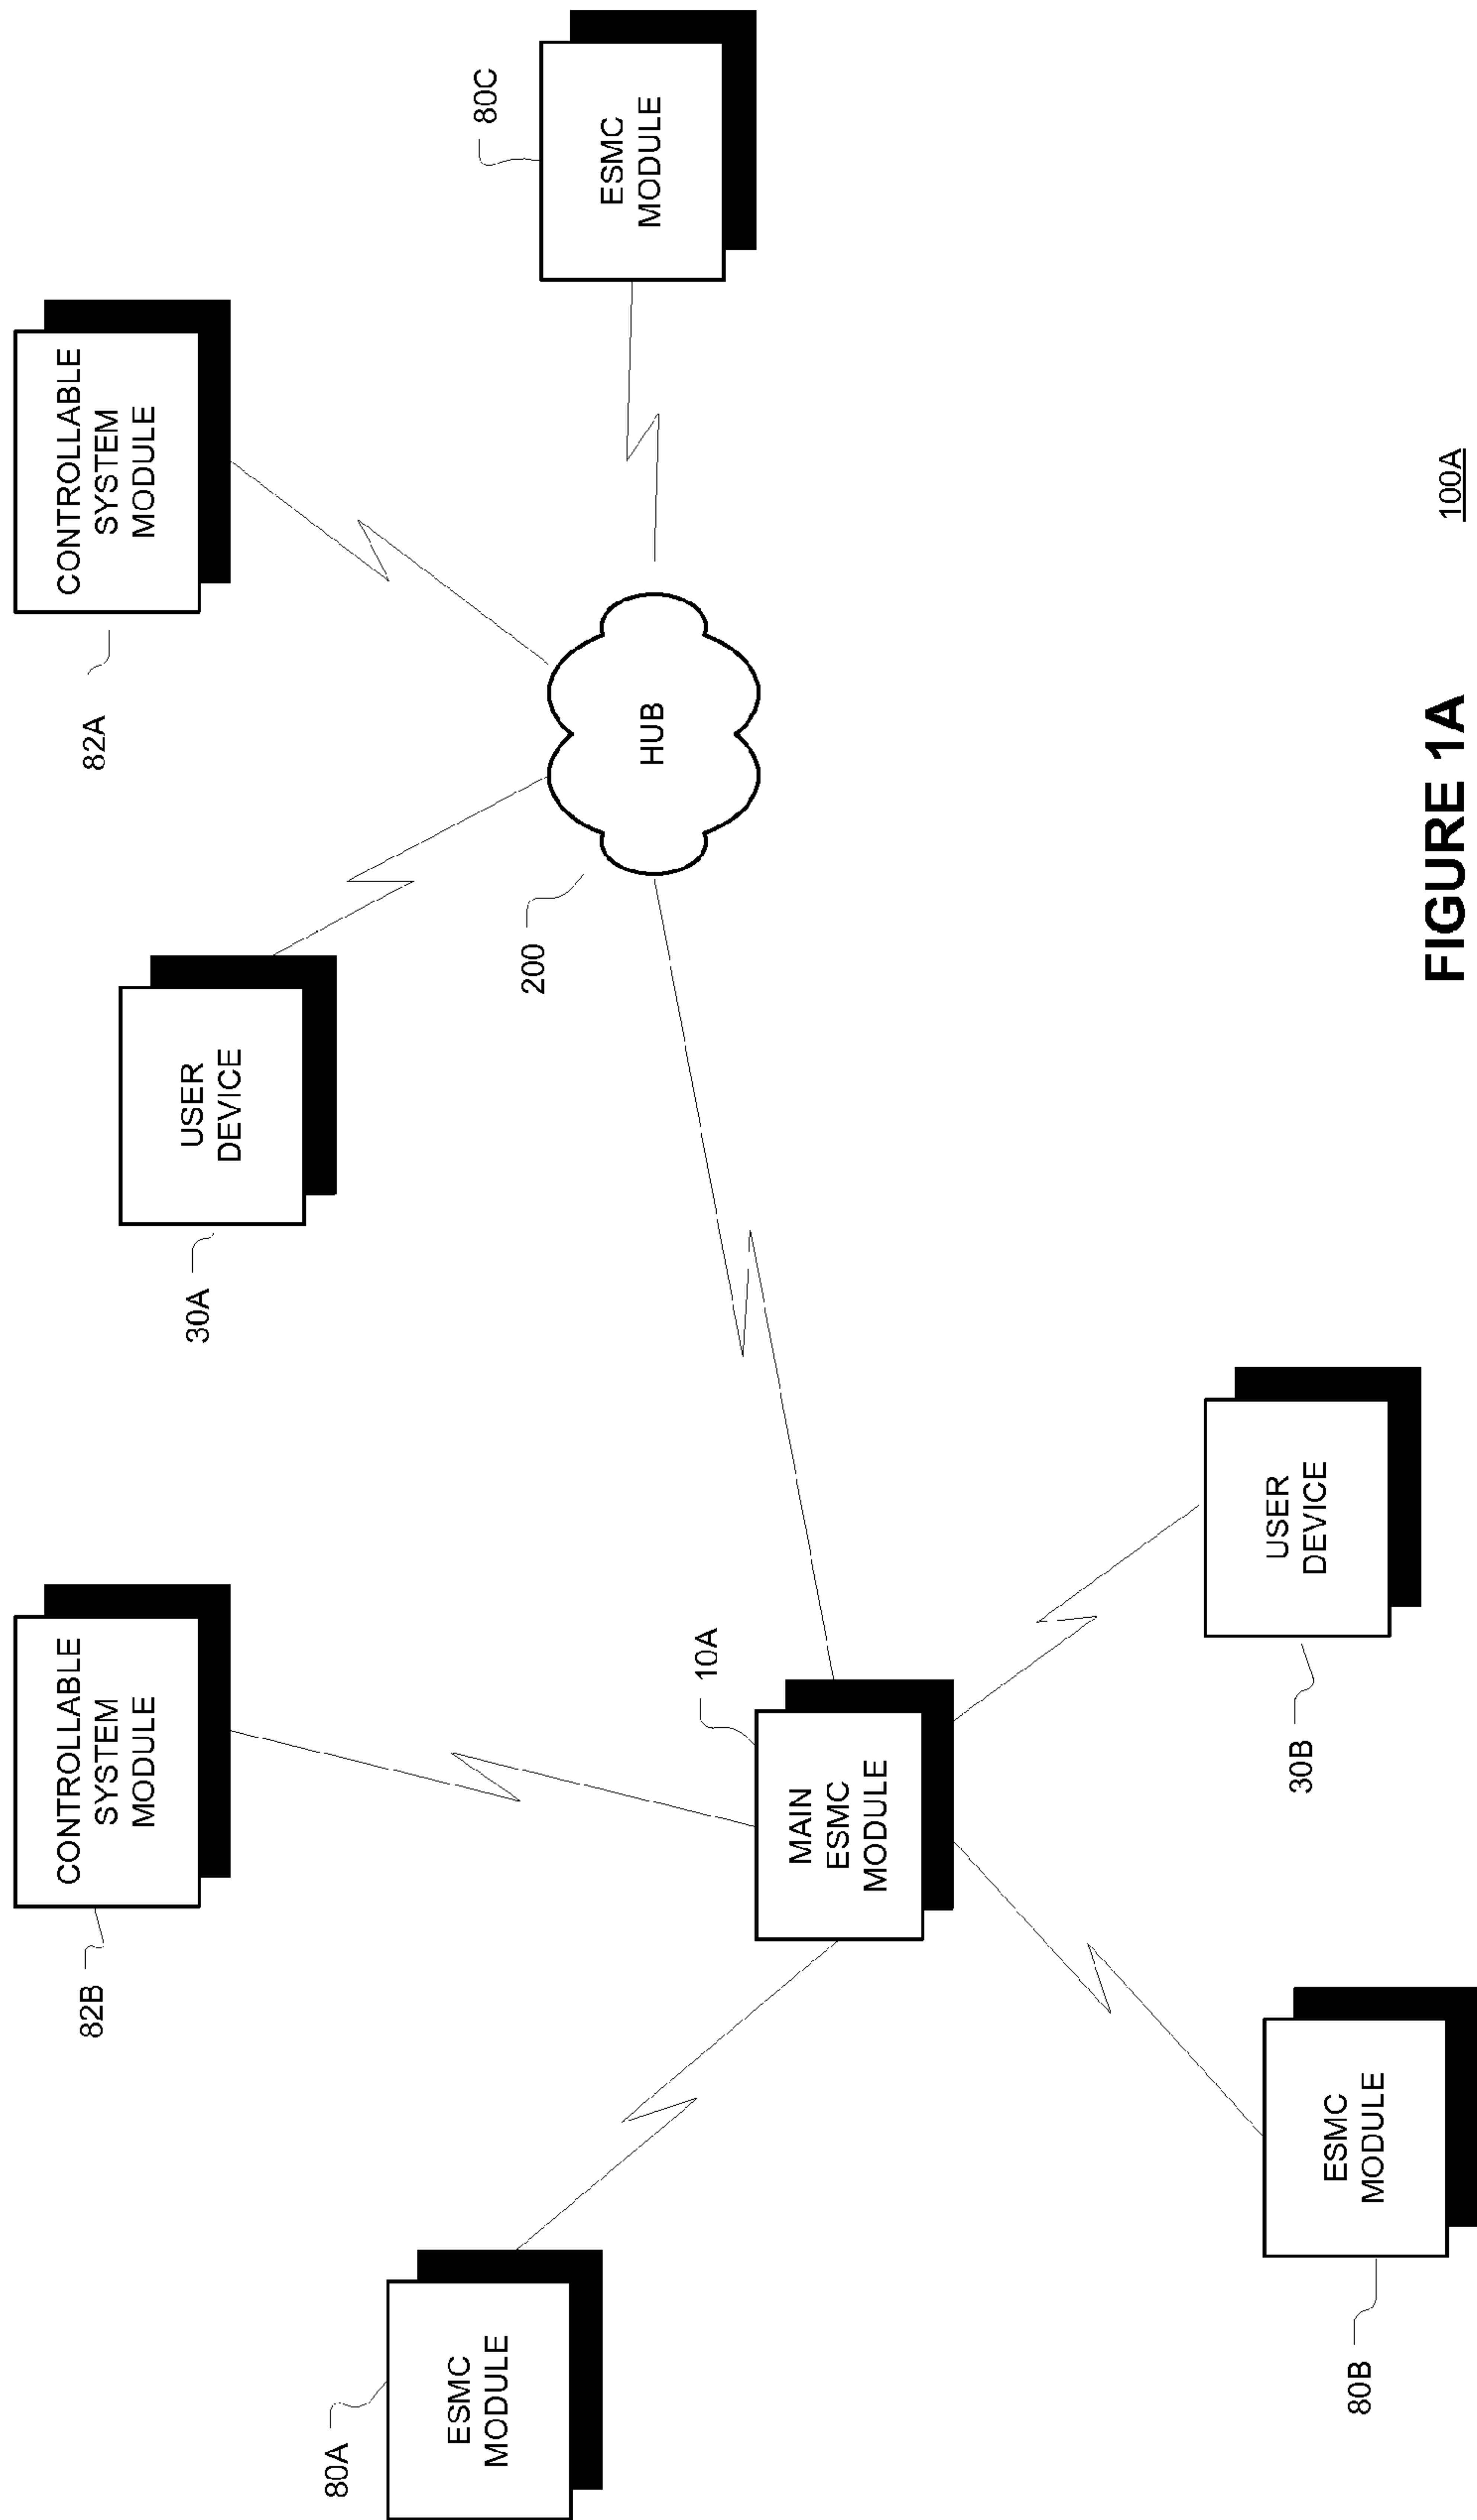 82B
CONTROLLABLE
SYSTEM
MODULE
82A
CONTROLLABLE
SYSTEM
MODULE
30A
USER
DEVICE
80A
ESMC
MODULE
200
HUB
80C
ESMC
MODULE
10A
MAIN
ESMC
MODULE
30B
USER
DEVICE
80B
ESMC
MODULE
100A
FIGURE 1A